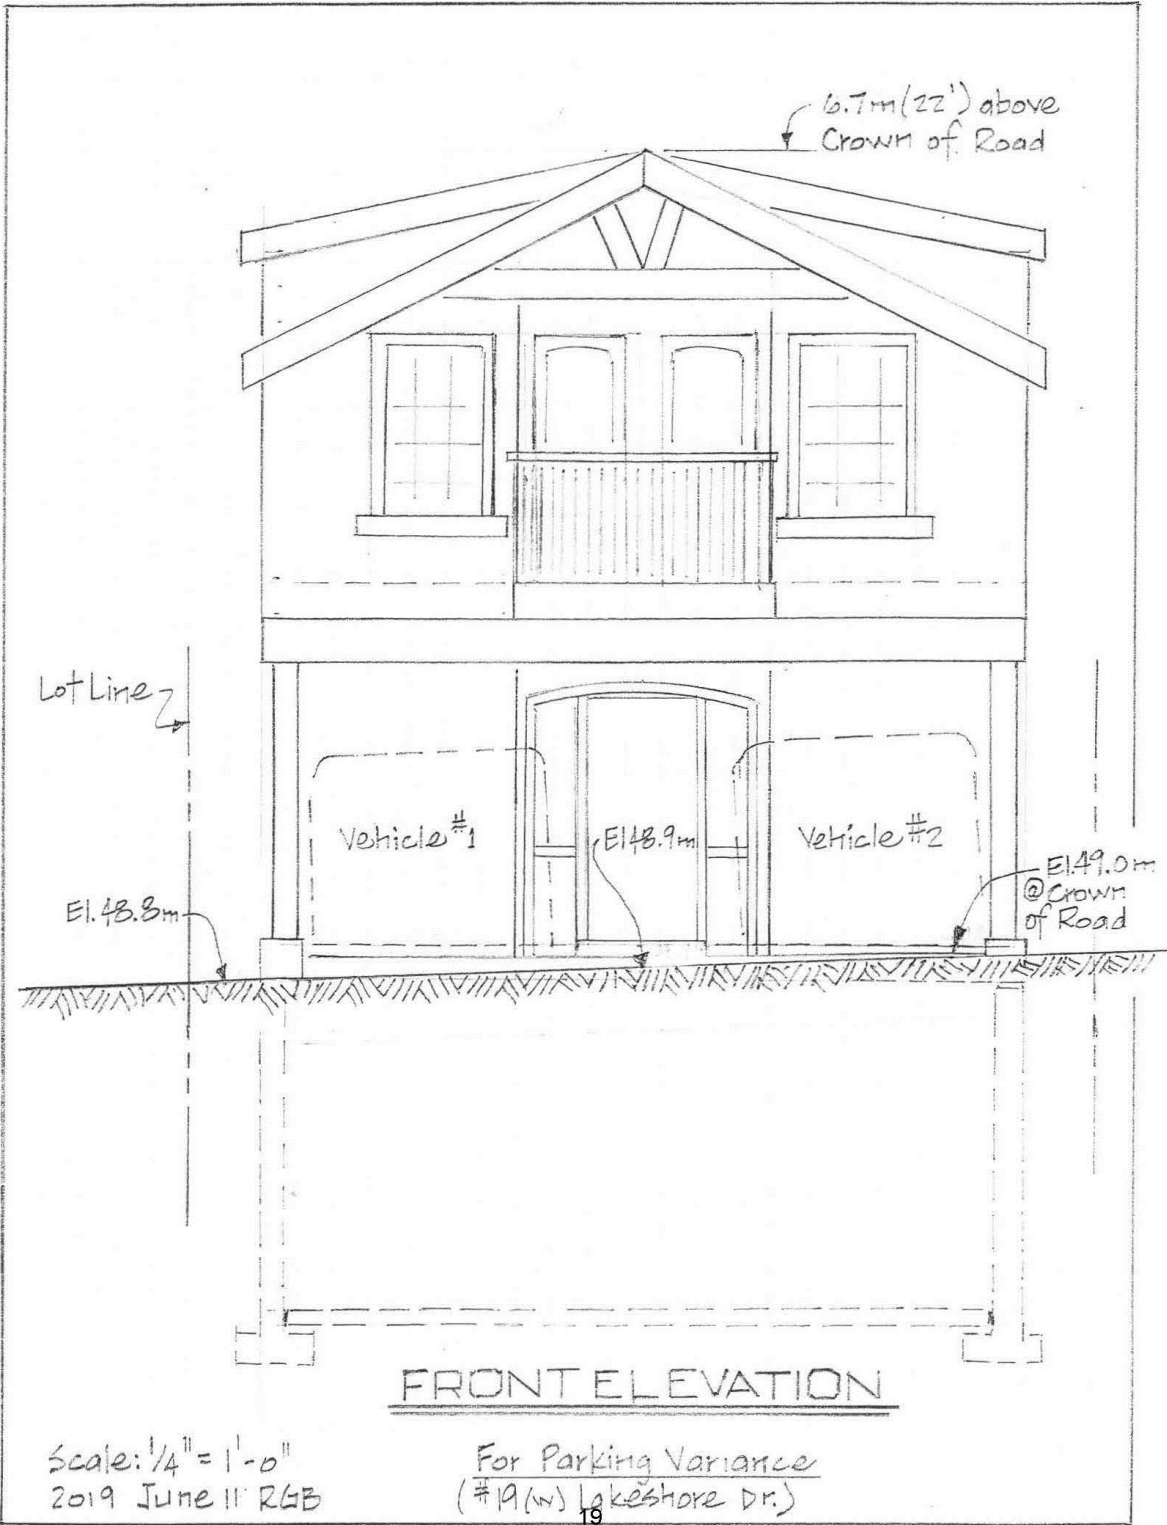 6.7m (22') above
Crown of Road
Lot Line
Vehicle #1
El 48.9m
Vehicle #2
El. 49.0m
@ Crown
of Road
El. 48.8m
FRONT ELEVATION
Scale: 1/4" = 1'-0"
2019 June 11 RGB
For Parking Variance
(#19 (W) Lakeshore Dr.)
19